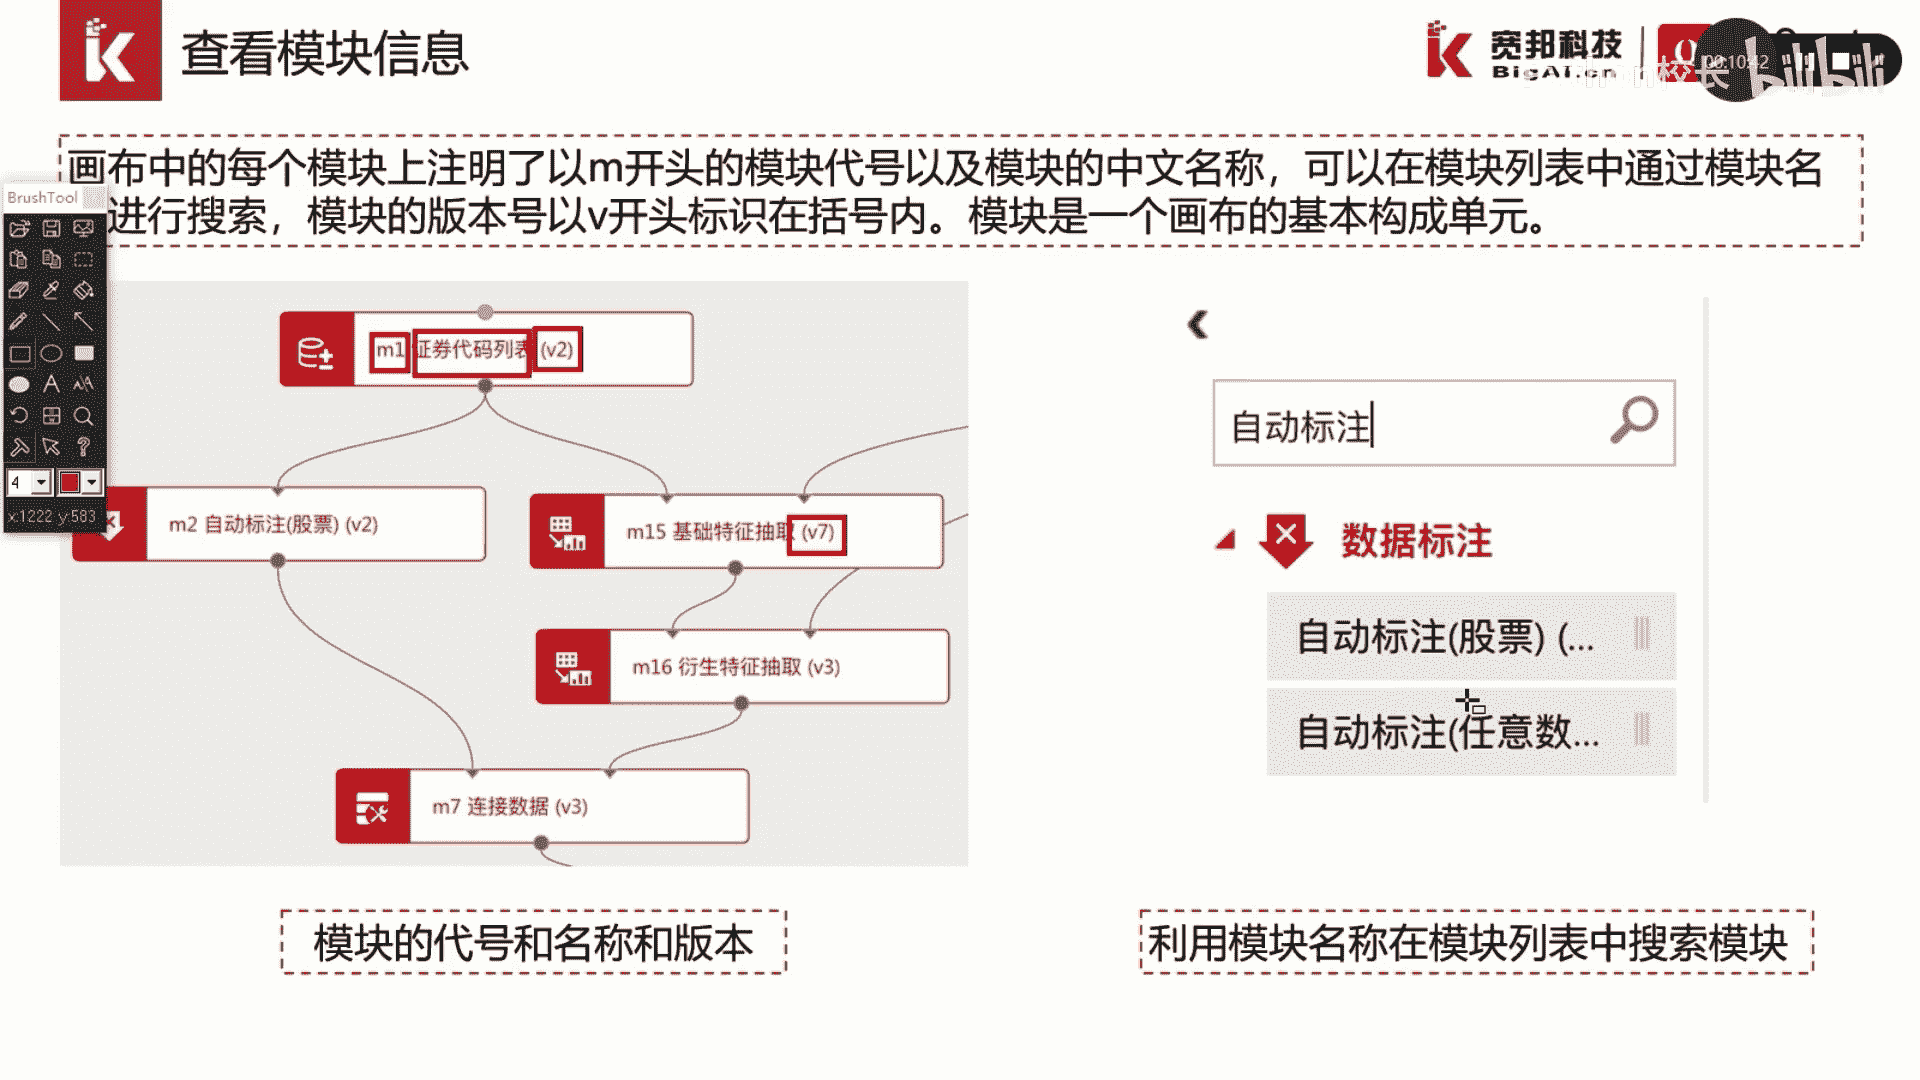 查看模块信息
宽邦科技
BigAI.cn
00:10:42
校长
bilibili
画布中的每个模块上注明了以m开头的模块代号以及模块的中文名称，可以在模块列表中通过模块名
进行搜索，模块的版本号以v开头标识在括号内。模块是一个画布的基本构成单元。
BrushTool
4
x:1222 y:583
m1 证券代码列表 (v2)
m2 自动标注(股票) (v2)
m15 基础特征抽取 (v7)
m16 衍生特征抽取 (v3)
m7 连接数据 (v3)
自动标注
数据标注
自动标注(股票) (...
自动标注(任意数...
模块的代号和名称和版本
利用模块名称在模块列表中搜索模块